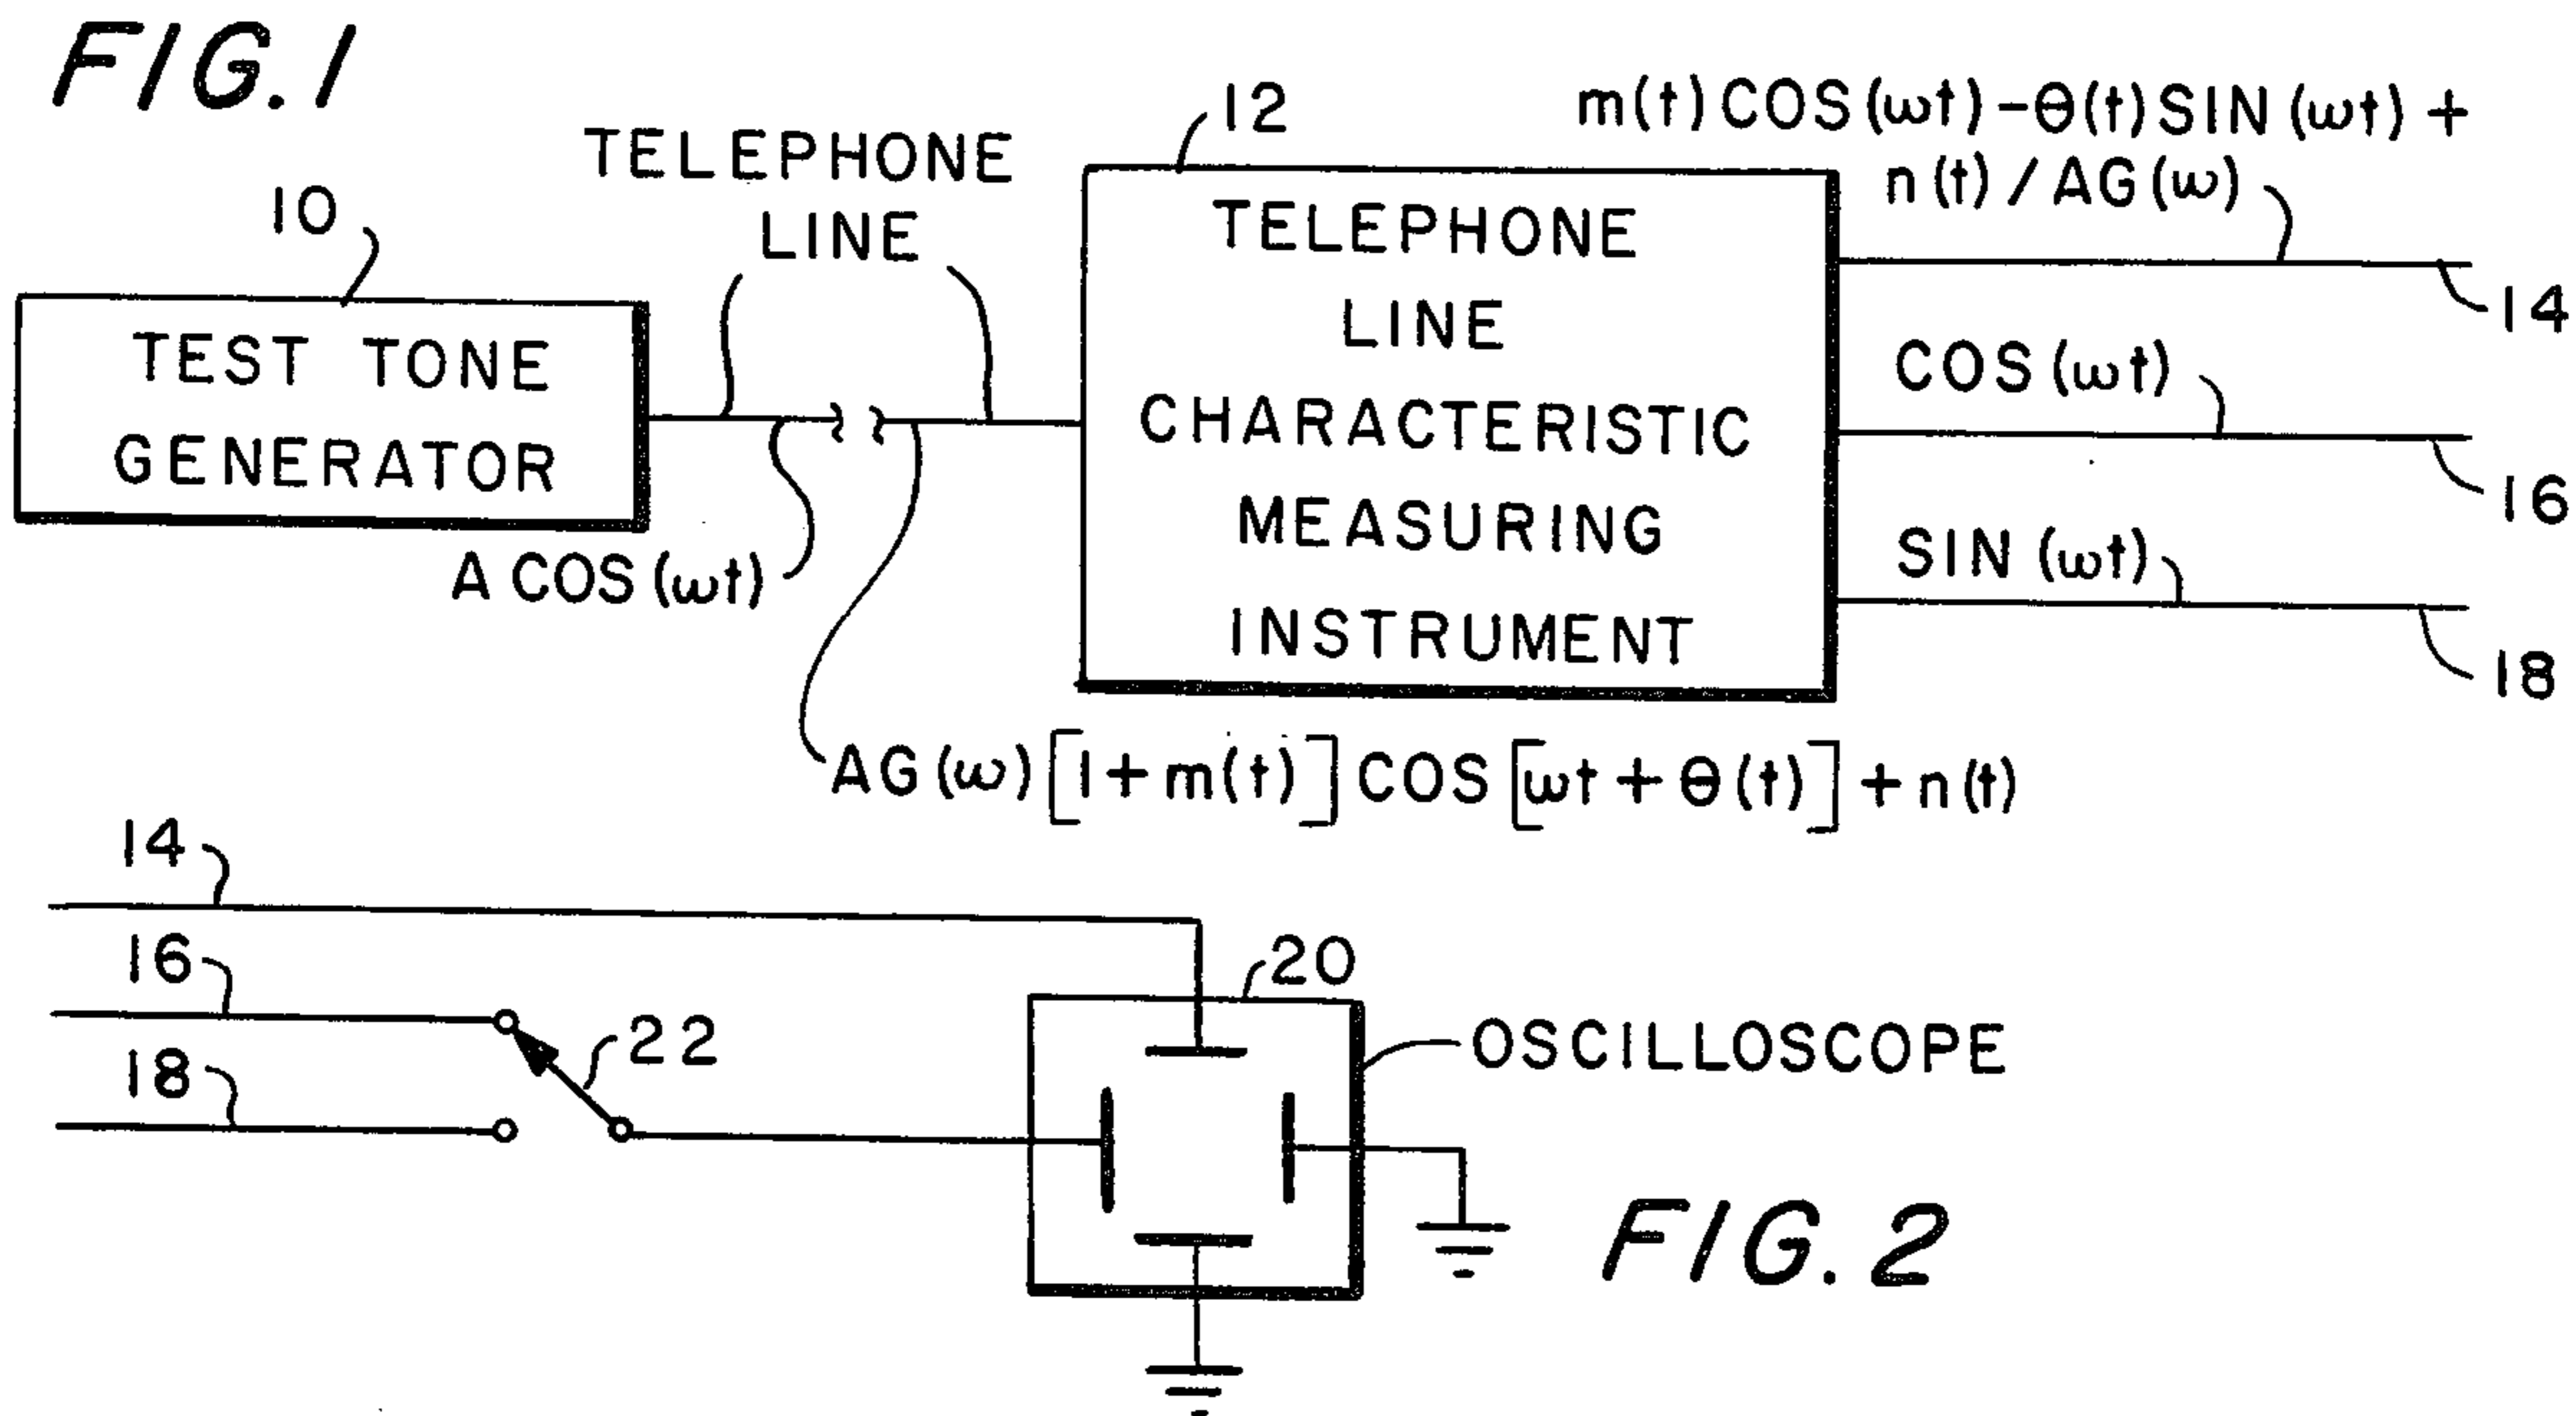 FIG. 1
10
TEST TONE
GENERATOR
TELEPHONE
LINE
A COS (ωt)
12
TELEPHONE
LINE
CHARACTERISTIC
MEASURING
INSTRUMENT
m(t) COS (ωt) - θ(t) SIN (ωt) +
n(t) / AG(ω)
14
COS (ωt)
16
SIN (ωt)
18
AG(ω) [1 + m(t)] COS [ωt + θ(t)] + n(t)
14
16
18
22
20
OSCILLOSCOPE
FIG. 2